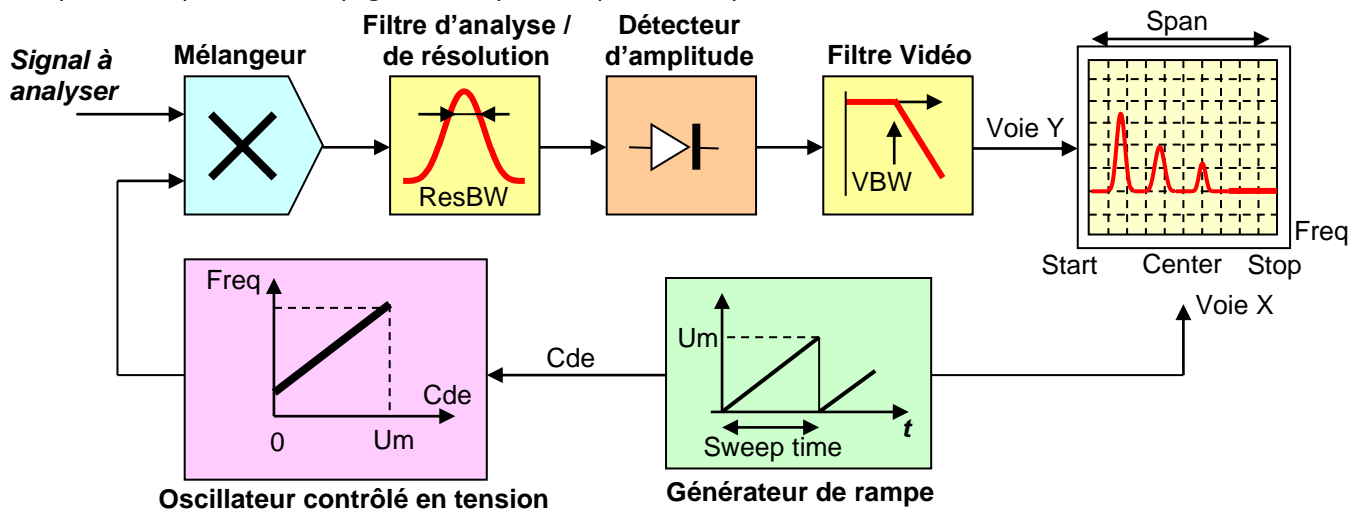 Filtre d’analyse /
de résolution
Détecteur
d’amplitude
Span
Signal à
analyser
Mélangeur
Filtre Vidéo
Voie Y
ResBW
VBW
Freq
Start
Center
Stop
Voie X
Freq
Cde
0
Um
Cde
Um
t
Sweep time
Oscillateur contrôlé en tension
Générateur de rampe